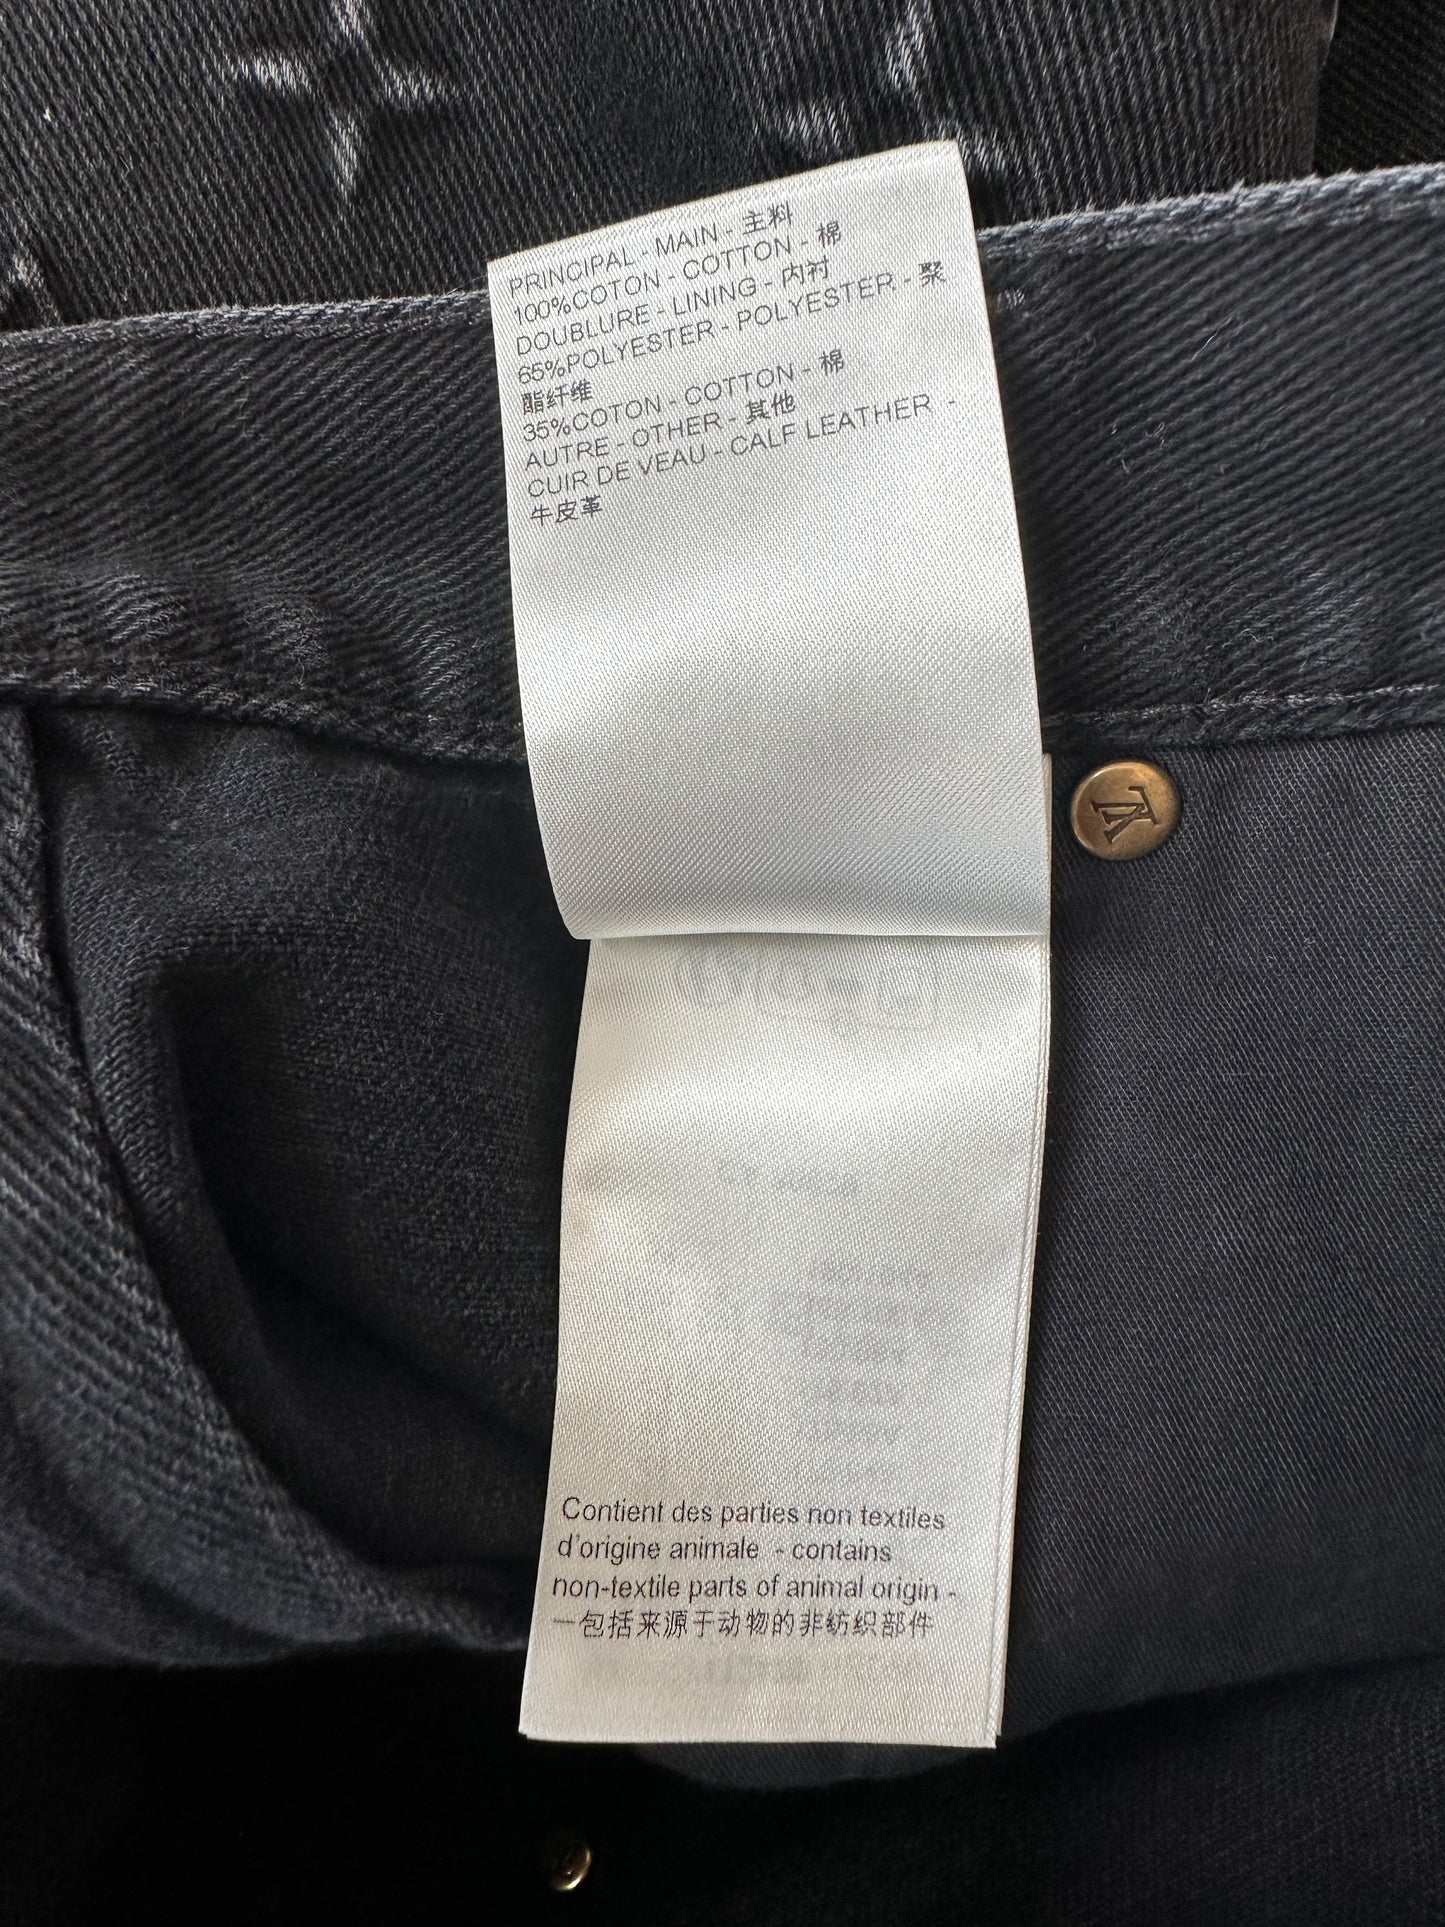 PRINCIPAL - MAIN - 主料
100%COTON - COTTON - 棉
DOUBLURE - LINING - 内衬
65%POLYESTER - POLYESTER - 聚
酯纤维
35%COTON - COTTON - 棉
AUTRE - OTHER - 其他
CUIR DE VEAU - CALF LEATHER -
牛皮革
LV
Contient des parties non textiles
d'origine animale - contains
non-textile parts of animal origin -
一包括来源于动物的非纺织部件